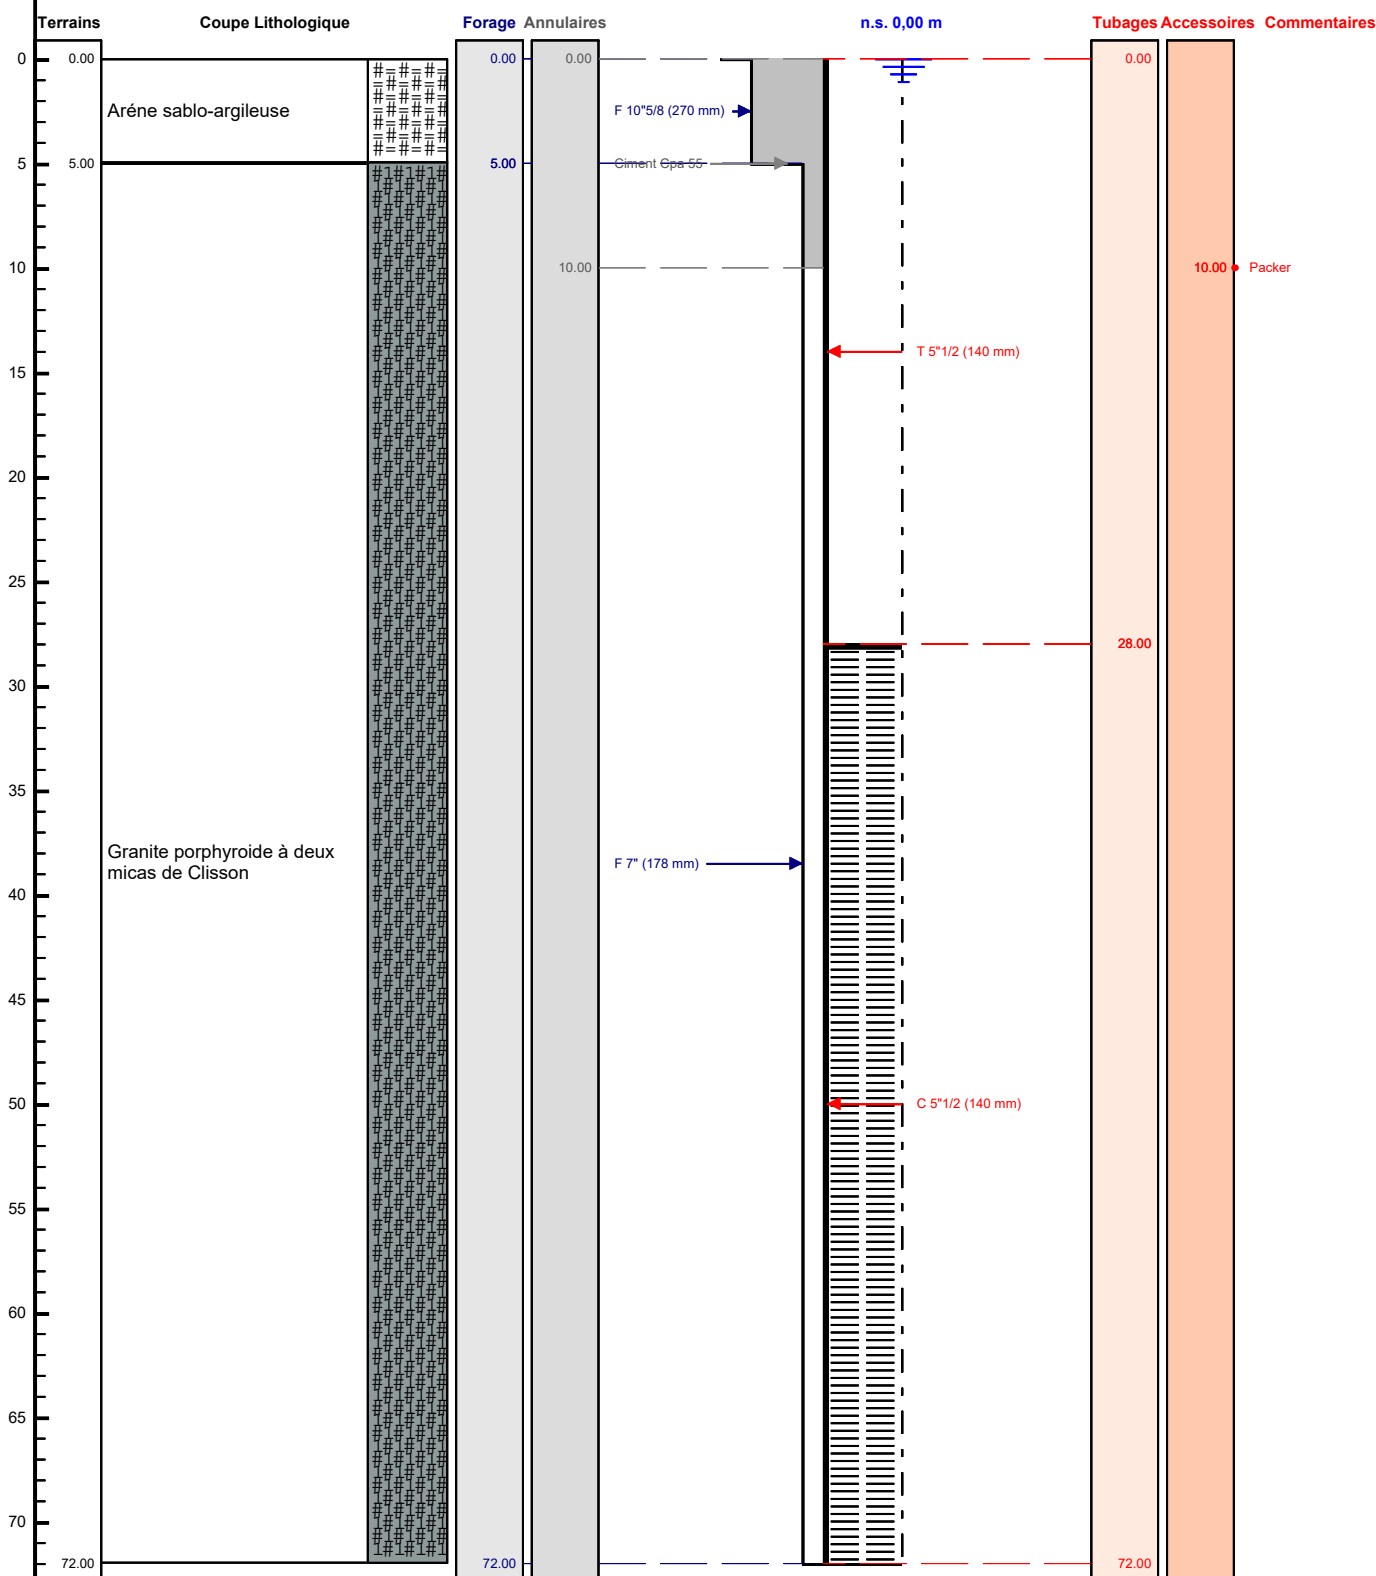 Terrains Coupe Lithologique Forage Annulaires n.s. 0,00 m Tubages Accessoires Commentaires
0 0.00 0.00 0.00 0.00
Aréne sablo-argileuse F 10"5/8 (270 mm)
5 5.00 5.00 Ciment Cpa 55
10 10.00 10.00 Packer
T 5"1/2 (140 mm)
15
20
25
28.00
30
35
Granite porphyroide à deux
micas de Clisson
F 7" (178 mm)
40
45
50 C 5"1/2 (140 mm)
55
60
65
70
72.00 72.00 72.00